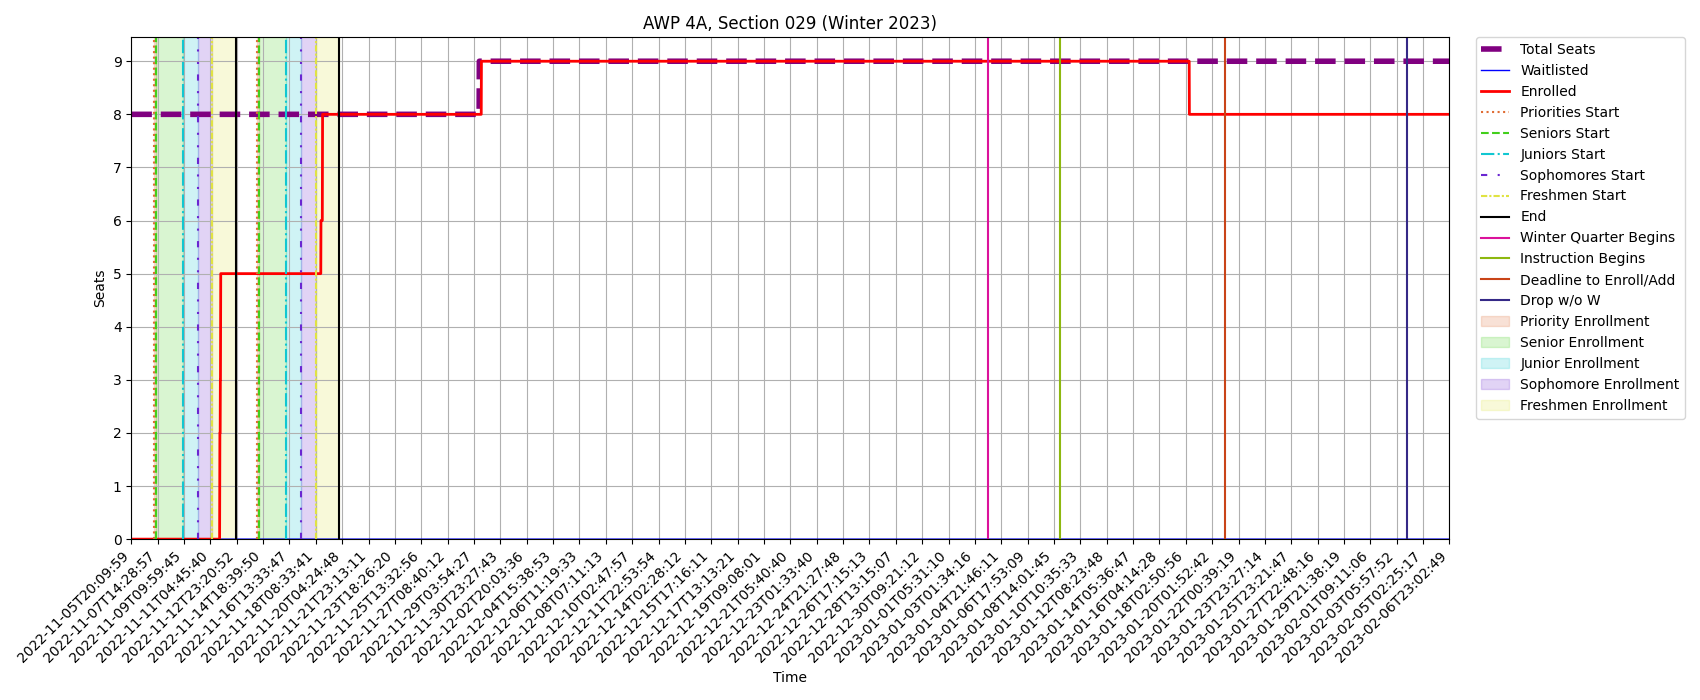 AWP 4A, Section 029 (Winter 2023)
Seats
9
8
7
6
5
4
3
2
1
0
2022-11-05T20:09:59
2022-11-07T14:28:57
2022-11-09T09:59:45
2022-11-11T04:45:40
2022-11-12T23:20:52
2022-11-14T18:39:50
2022-11-16T13:33:47
2022-11-18T08:33:41
2022-11-20T04:24:48
2022-11-21T23:13:11
2022-11-23T18:26:20
2022-11-25T13:32:56
2022-11-27T08:40:12
2022-11-29T03:54:27
2022-11-30T23:27:43
2022-12-02T20:03:36
2022-12-04T15:38:53
2022-12-06T11:19:33
2022-12-08T07:11:13
2022-12-10T02:47:57
2022-12-11T22:53:54
2022-12-14T02:28:12
2022-12-15T17:16:11
2022-12-17T13:13:21
2022-12-19T09:08:01
2022-12-21T05:40:40
2022-12-23T01:33:40
2022-12-24T21:27:48
2022-12-26T17:15:13
2022-12-28T13:15:07
2022-12-30T09:21:12
2023-01-01T05:31:10
2023-01-03T01:34:16
2023-01-04T21:46:11
2023-01-06T17:53:09
2023-01-08T14:01:45
2023-01-10T10:35:33
2023-01-12T08:23:48
2023-01-14T05:36:47
2023-01-16T04:14:28
2023-01-18T02:50:56
2023-01-20T01:52:42
2023-01-22T00:39:19
2023-01-23T23:27:14
2023-01-25T23:21:47
2023-01-27T22:48:16
2023-01-29T21:38:19
2023-02-01T09:11:06
2023-02-03T05:57:52
2023-02-05T02:25:17
2023-02-06T23:02:49
Time
Total Seats
Waitlisted
Enrolled
Priorities Start
Seniors Start
Juniors Start
Sophomores Start
Freshmen Start
End
Winter Quarter Begins
Instruction Begins
Deadline to Enroll/Add
Drop w/o W
Priority Enrollment
Senior Enrollment
Junior Enrollment
Sophomore Enrollment
Freshmen Enrollment